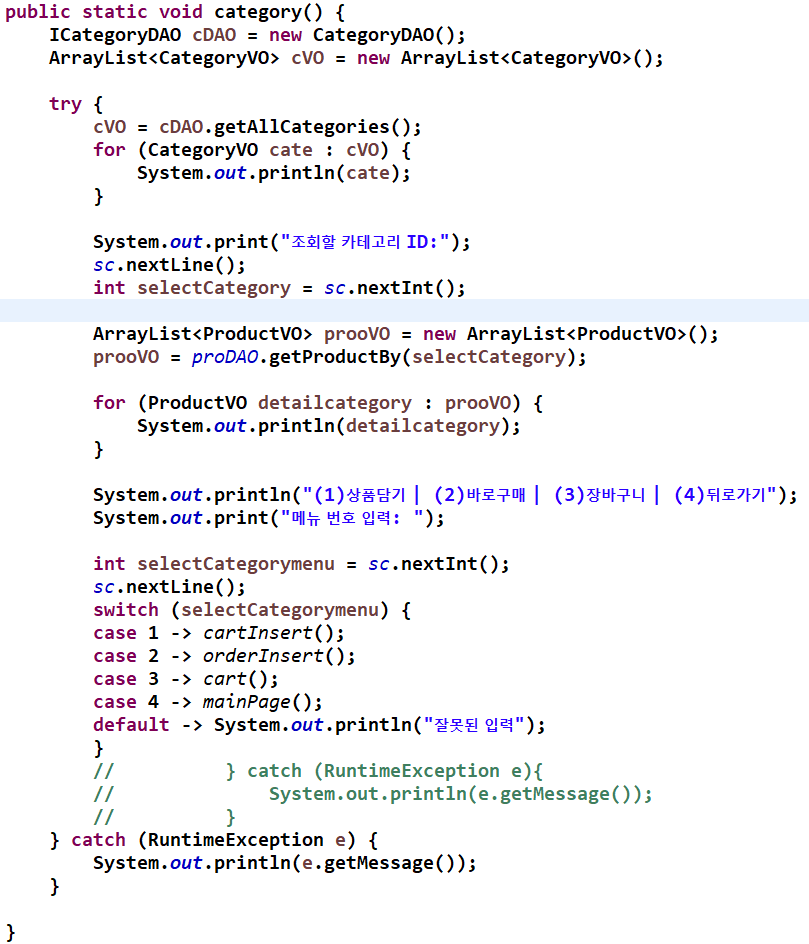 public static void category() {
    ICategoryDAO cDAO = new CategoryDAO();
    ArrayList<CategoryVO> cVO = new ArrayList<CategoryVO>();

    try {
        cVO = cDAO.getAllCategories();
        for (CategoryVO cate : cVO) {
            System.out.println(cate);
        }

        System.out.print("조회할 카테고리 ID:");
        sc.nextLine();
        int selectCategory = sc.nextInt();

        ArrayList<ProductVO> prooVO = new ArrayList<ProductVO>();
        prooVO = proDAO.getProductBy(selectCategory);

        for (ProductVO detailcategory : prooVO) {
            System.out.println(detailcategory);
        }

        System.out.println("(1)상품담기 | (2)바로구매 | (3)장바구니 | (4)뒤로가기");
        System.out.print("메뉴 번호 입력: ");

        int selectCategorymenu = sc.nextInt();
        sc.nextLine();
        switch (selectCategorymenu) {
        case 1 -> cartInsert();
        case 2 -> orderInsert();
        case 3 -> cart();
        case 4 -> mainPage();
        default -> System.out.println("잘못된 입력");
        }
        //          } catch (RuntimeException e){
        //              System.out.println(e.getMessage());
        //          }
    } catch (RuntimeException e) {
        System.out.println(e.getMessage());
    }

}